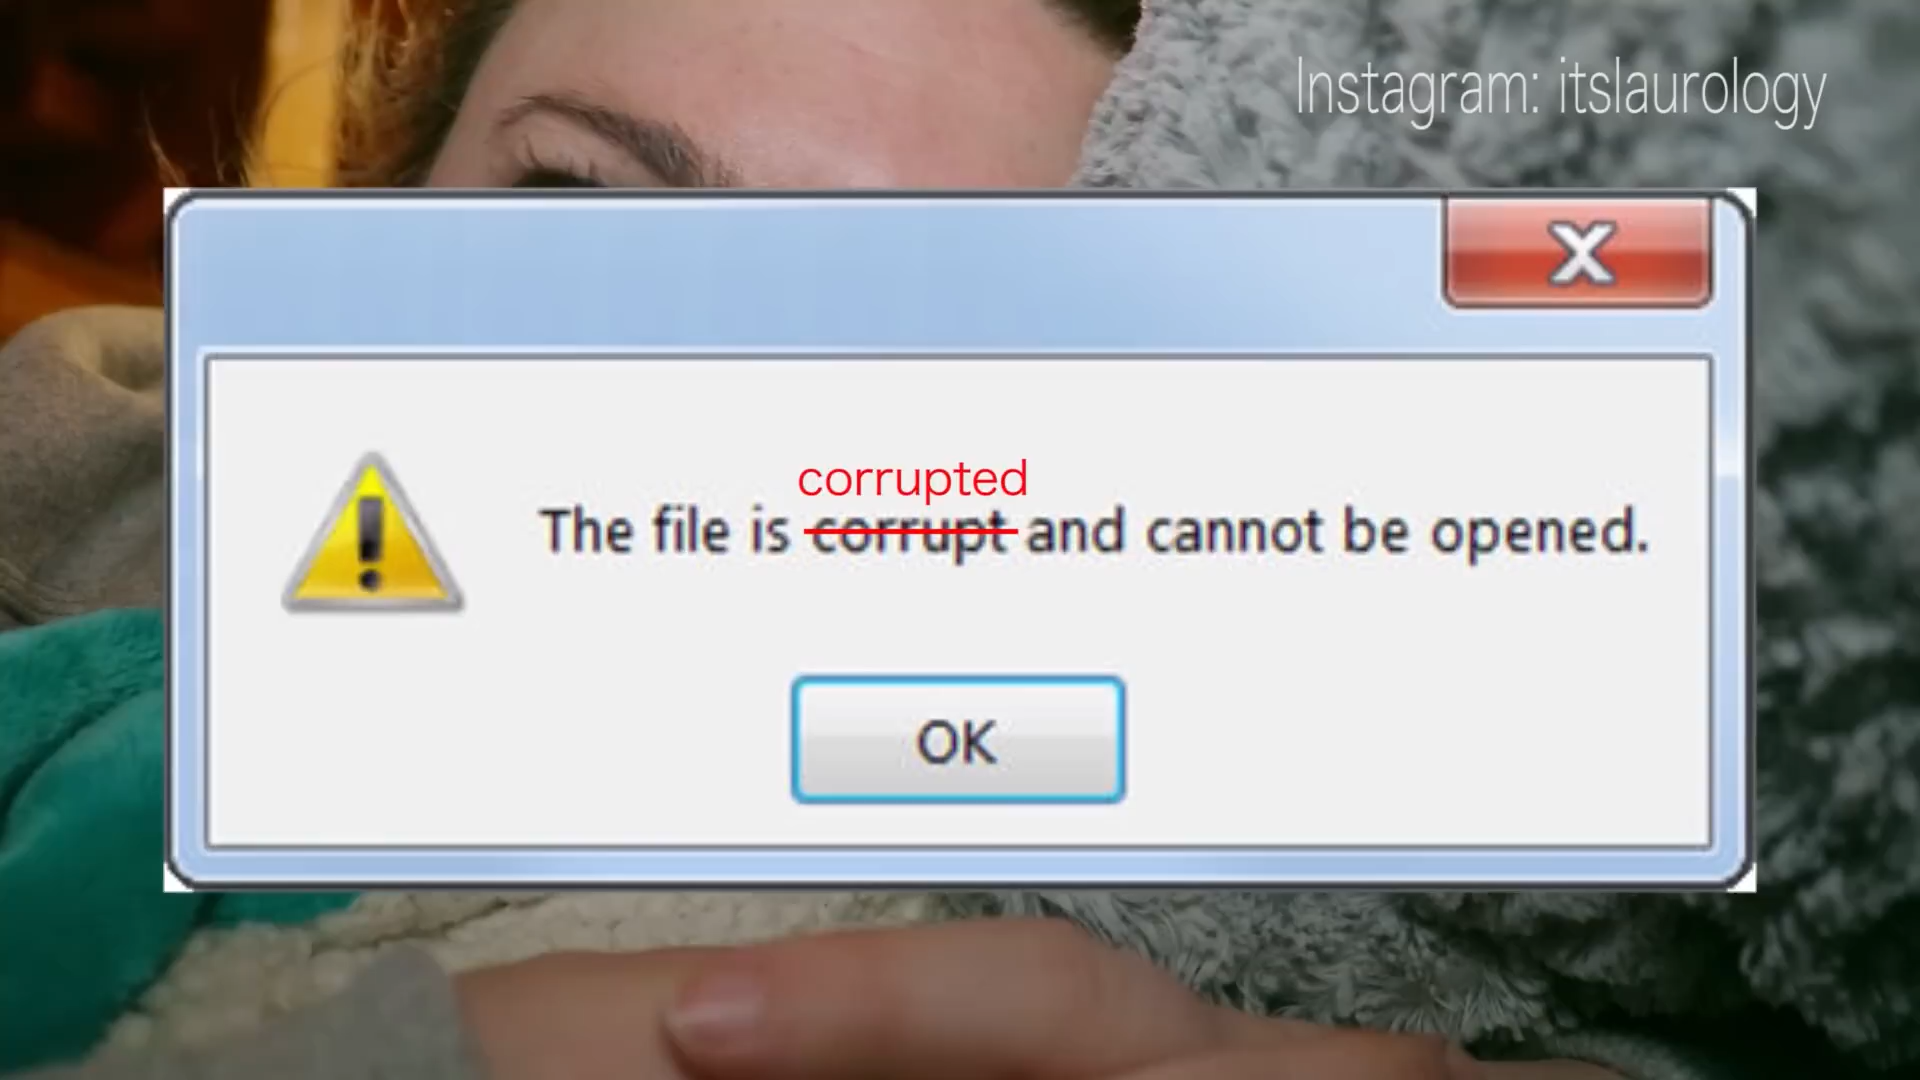 Instagram: itslaurology
X
corrupted
The file is corrupt and cannot be opened.
OK